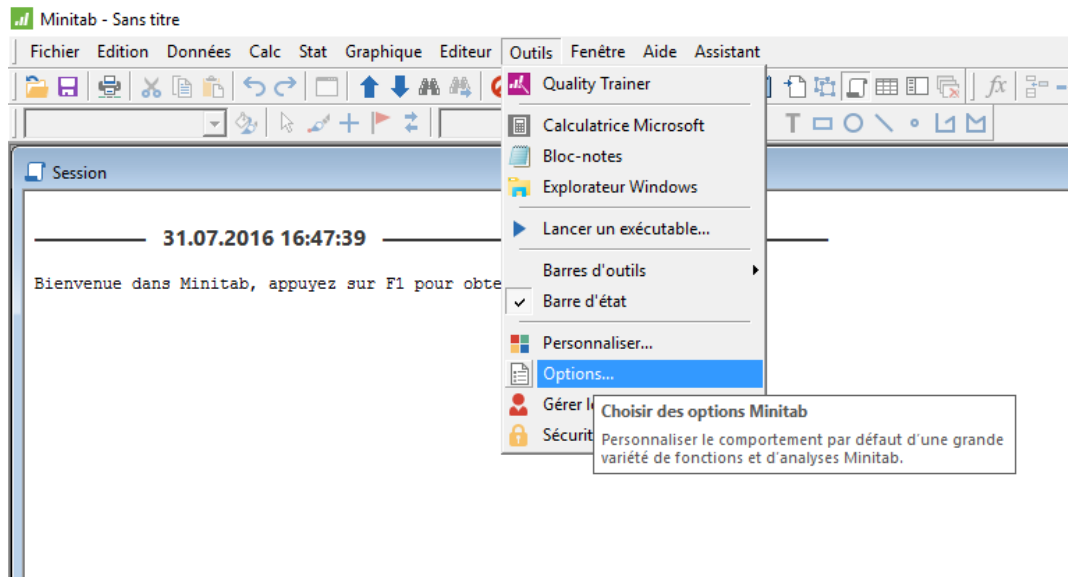 Minitab - Sans titre
Fichier Edition Données Calc Stat Graphique Editeur Outils Fenêtre Aide Assistant
Quality Trainer
fx
Calculatrice Microsoft
T
Bloc-notes
Session
Explorateur Windows
Lancer un exécutable...
31.07.2016 16:47:39
Barres d'outils
Bienvenue dans Minitab, appuyez sur F1 pour
Barre d'état
Personnaliser...
Options...
Gérer
Choisir des options Minitab
Personnaliser le comportement par défaut d'une grande
variété de fonctions et d'analyses Minitab.